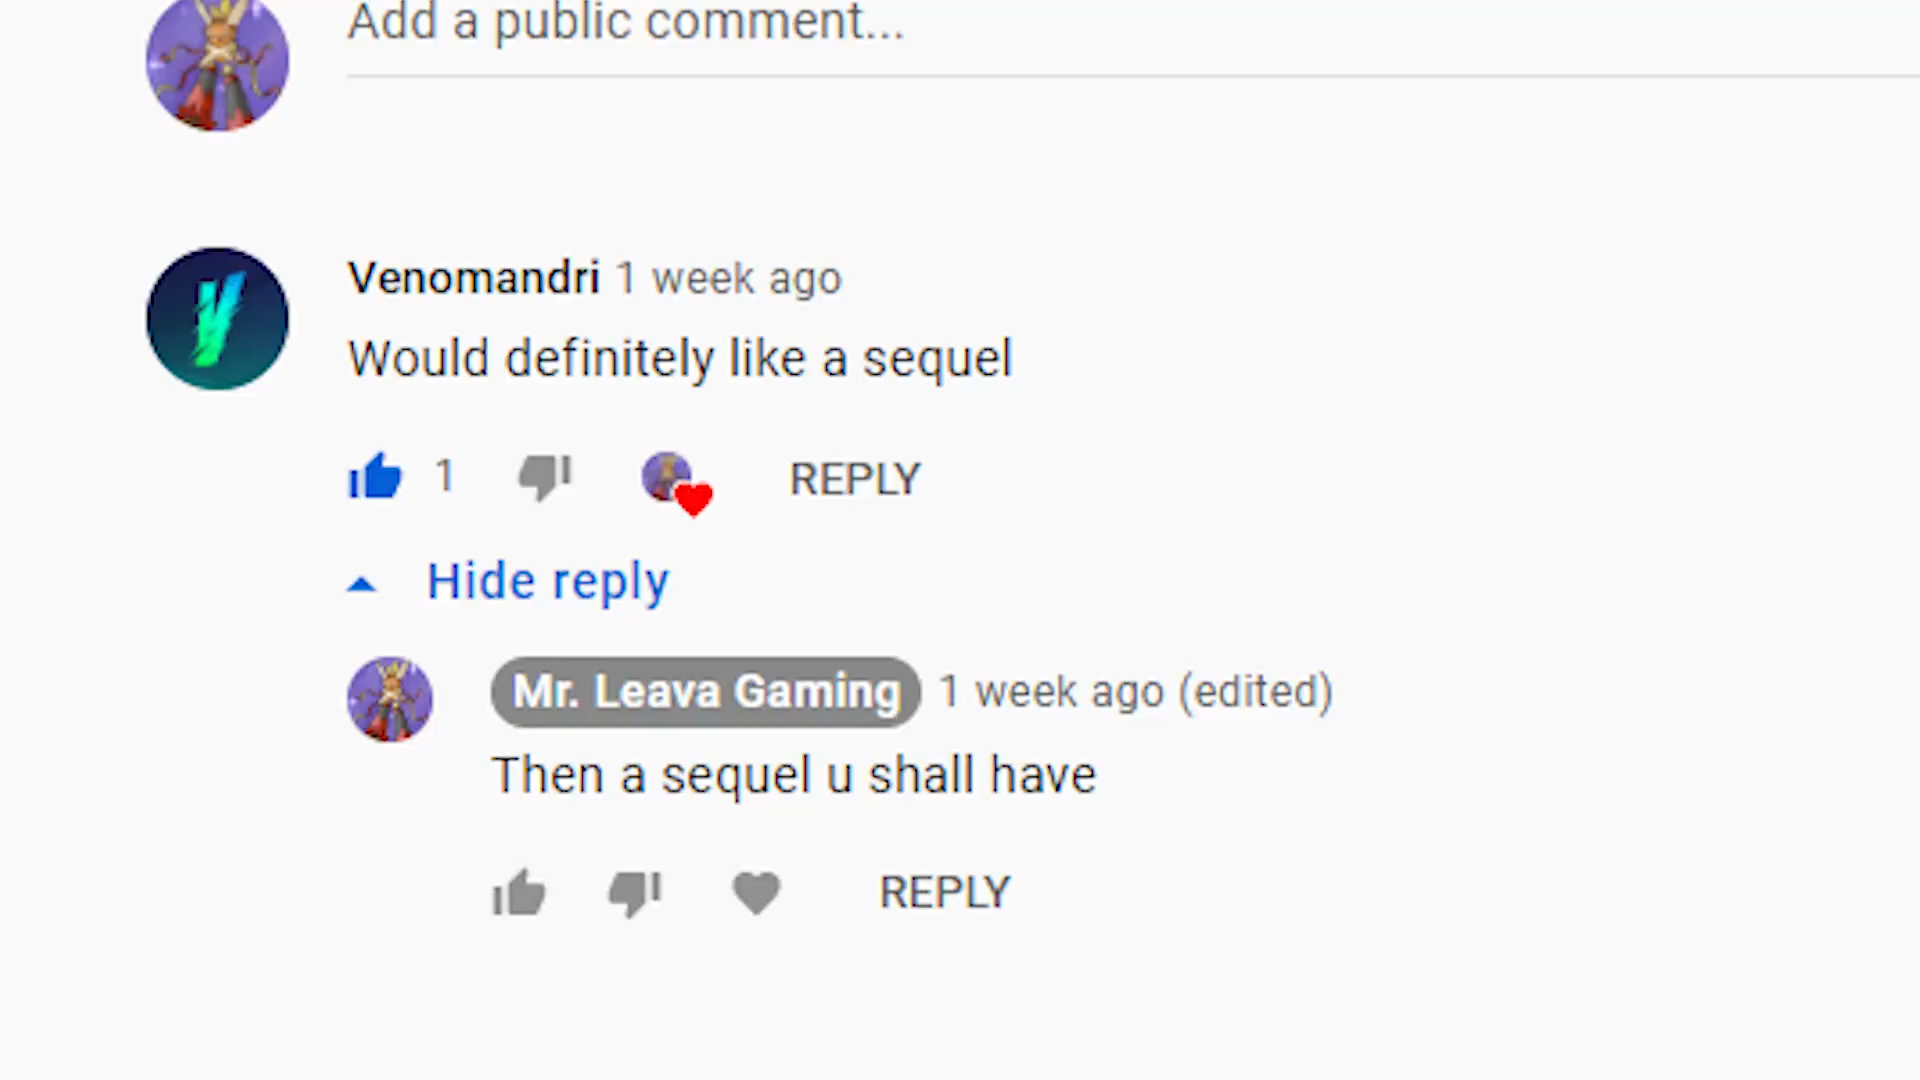 Add a public comment...
Venomandri 1 week ago
Would definitely like a sequel
1 REPLY
Hide reply
Mr. Leava Gaming 1 week ago (edited)
Then a sequel u shall have
REPLY